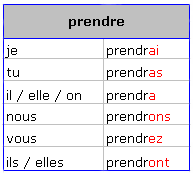 prendre
je prendrai
tu prendras
il / elle / on prendra
nous prendrons
vous prendrez
ils / elles prendront